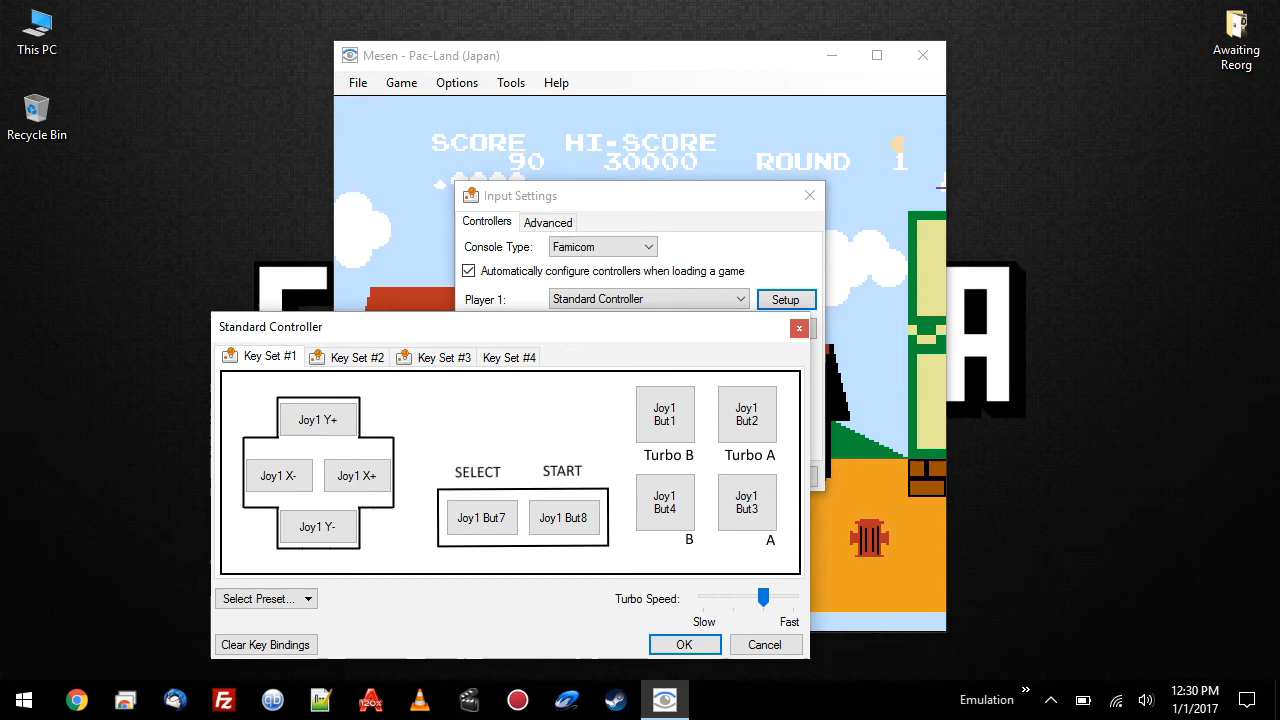 This PC
Recycle Bin
Awaiting
Reorg
Mesen - Pac-Land (Japan)
File Game Options Tools Help
SCORE HI-SCORE
90 30000 ROUND 1
Input Settings
Controllers Advanced
Console Type: Famicom
Automatically configure controllers when loading a game
Player 1: Standard Controller Setup
Standard Controller
Key Set #1 Key Set #2 Key Set #3 Key Set #4
Joy1 Y+
Joy1 X- Joy1 X+
Joy1 Y-
SELECT START
Joy1 But7 Joy1 But8
Joy1
But1
Joy1
But2
Turbo B Turbo A
Joy1
But4
Joy1
But3
B A
Select Preset...
Turbo Speed:
Slow Fast
Clear Key Bindings OK Cancel
A
Fz
qb
120%
Emulation
12:30 PM
1/1/2017